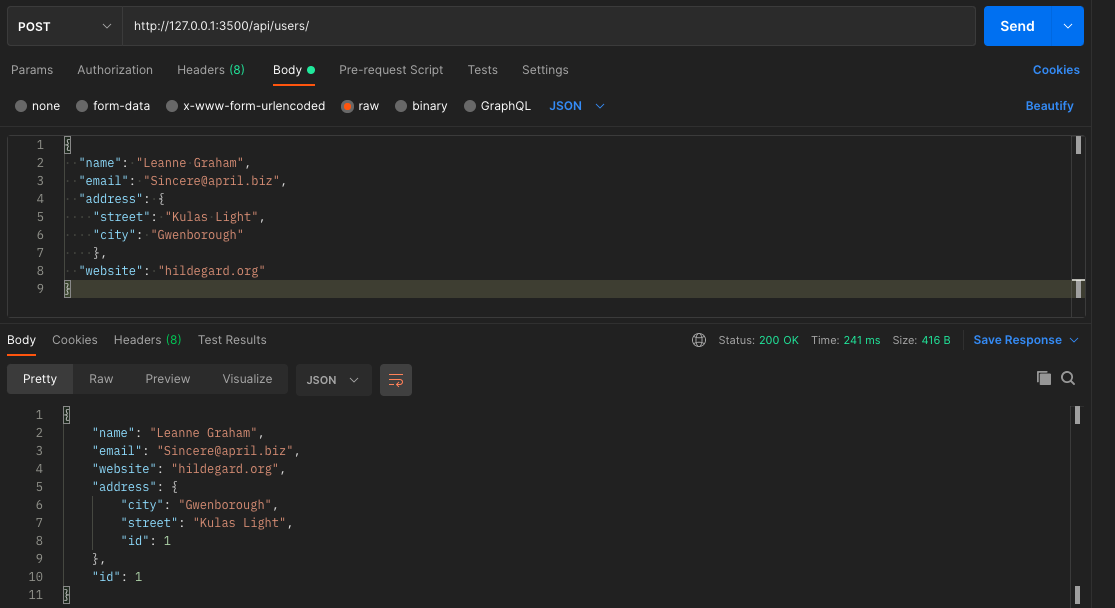 POST http://127.0.0.1:3500/api/users/ Send
Params Authorization Headers (8) Body Pre-request Script Tests Settings Cookies
none form-data x-www-form-urlencoded raw binary GraphQL JSON Beautify
1 {
2 "name": "Leanne Graham",
3 "email": "Sincere@april.biz",
4 "address": {
5 "street": "Kulas Light",
6 "city": "Gwenborough"
7 },
8 "website": "hildegard.org"
9 }
Body Cookies Headers (8) Test Results Status: 200 OK Time: 241 ms Size: 416 B Save Response
Pretty Raw Preview Visualize JSON
1 {
2 "name": "Leanne Graham",
3 "email": "Sincere@april.biz",
4 "website": "hildegard.org",
5 "address": {
6 "city": "Gwenborough",
7 "street": "Kulas Light",
8 "id": 1
9 },
10 "id": 1
11 }